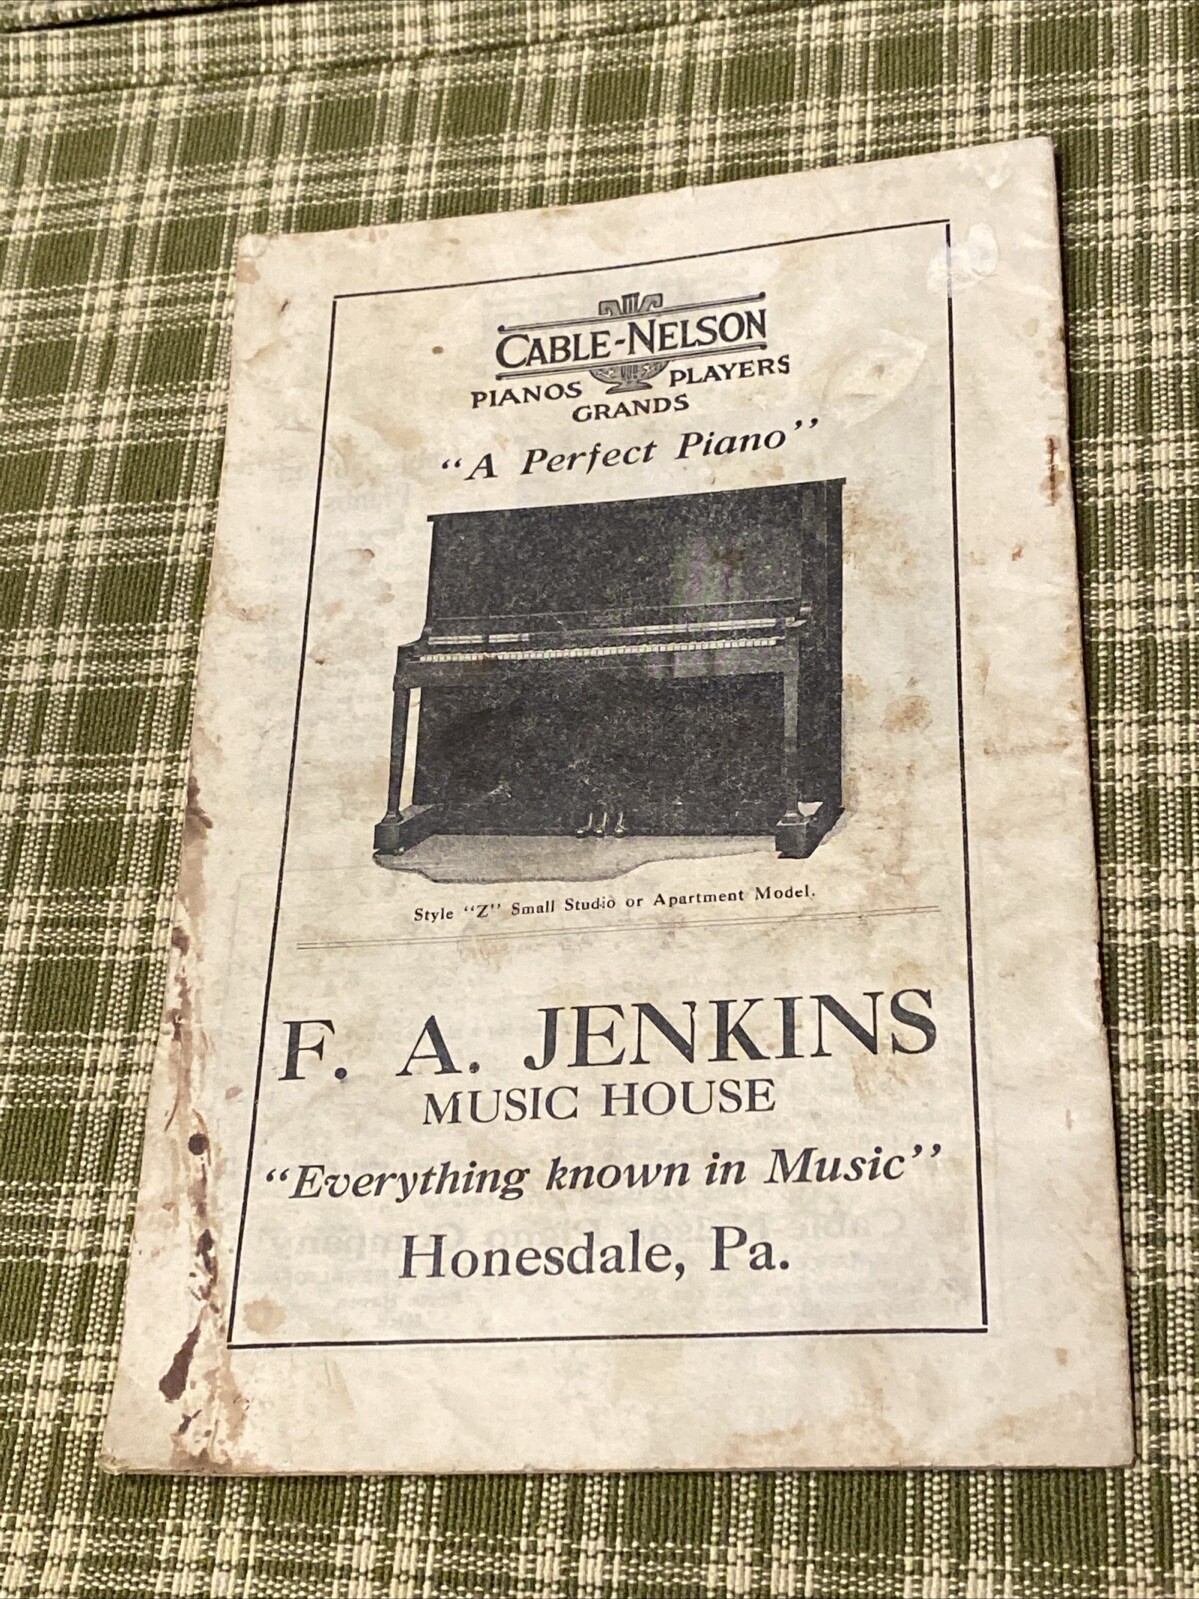 CABLE-NELSON
PIANOS PLAYERS
GRANDS
"A Perfect Piano"
Style "Z" Small Studio or Apartment Model.
F. A. JENKINS
MUSIC HOUSE
"Everything known in Music"
Honesdale, Pa.